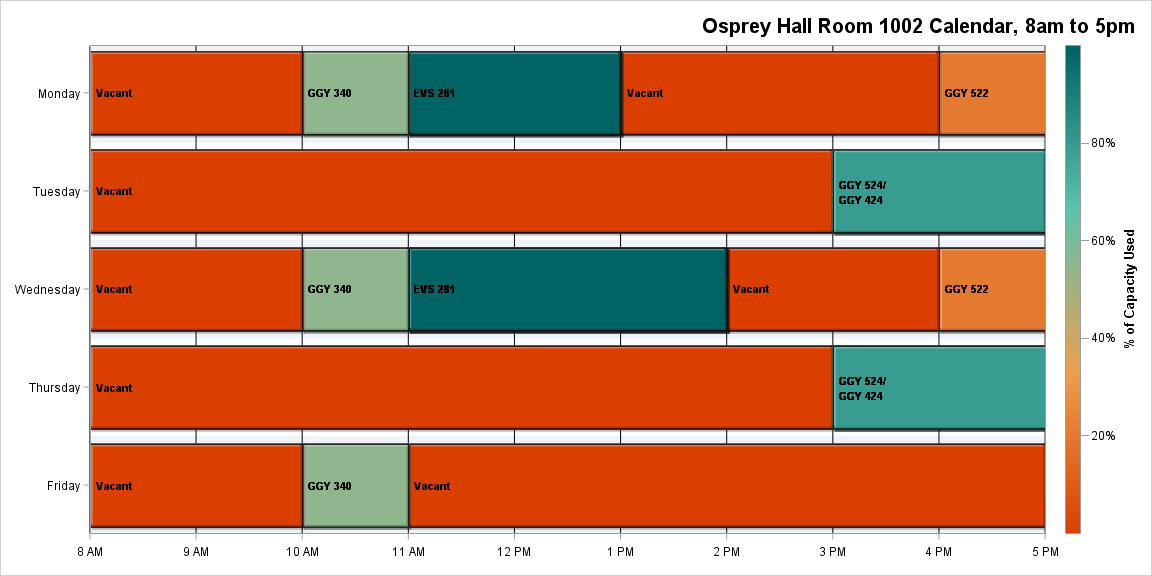 Osprey Hall Room 1002 Calendar, 8am to 5pm
Monday
Vacant
GGY 340
EVS 281
Vacant
GGY 522
Tuesday
Vacant
GGY 524/
GGY 424
Wednesday
Vacant
GGY 340
EVS 281
Vacant
GGY 522
Thursday
Vacant
GGY 524/
GGY 424
Friday
Vacant
GGY 340
Vacant
8 AM
9 AM
10 AM
11 AM
12 PM
1 PM
2 PM
3 PM
4 PM
5 PM
80%
60%
40%
20%
% of Capacity Used